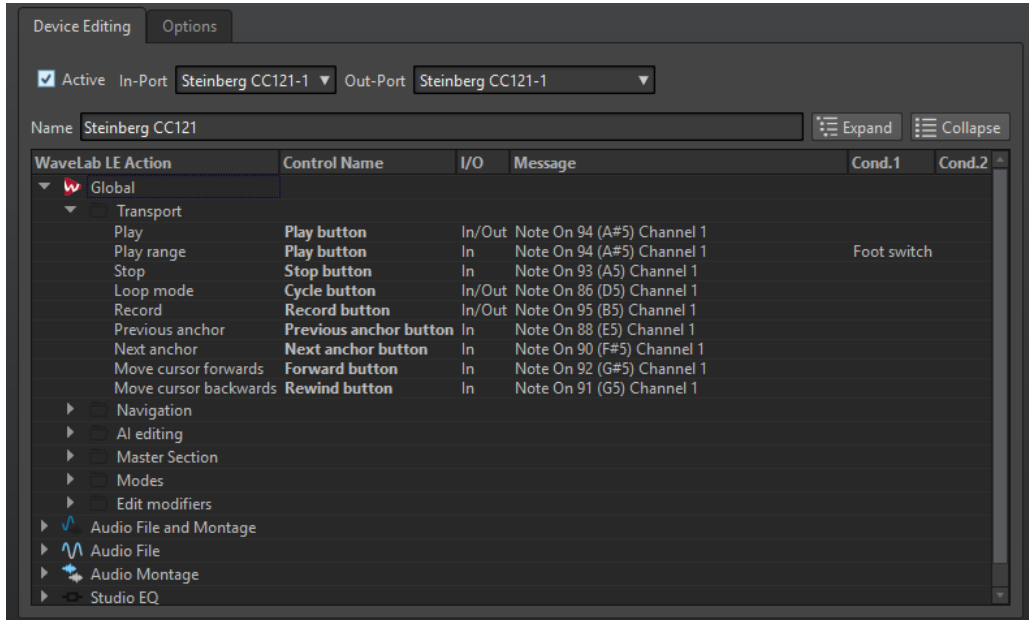 Device Editing Options
Active In-Port Steinberg CC121-1 Out-Port Steinberg CC121-1
Name Steinberg CC121 Expand Collapse
WaveLab LE Action Control Name I/O Message Cond.1 Cond.2
Global
Transport
Play Play button In/Out Note On 94 (A#5) Channel 1
Play range Play button In Note On 94 (A#5) Channel 1 Foot switch
Stop Stop button In Note On 93 (A5) Channel 1
Loop mode Cycle button In/Out Note On 86 (D5) Channel 1
Record Record button In/Out Note On 95 (B5) Channel 1
Previous anchor Previous anchor button In Note On 88 (E5) Channel 1
Next anchor Next anchor button In Note On 90 (F#5) Channel 1
Move cursor forwards Forward button In Note On 92 (G#5) Channel 1
Move cursor backwards Rewind button In Note On 91 (G5) Channel 1
Navigation
AI editing
Master Section
Modes
Edit modifiers
Audio File and Montage
Audio File
Audio Montage
Studio EQ